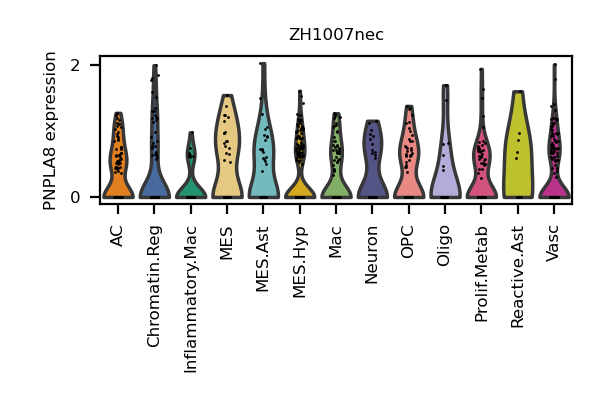 ZH1007nec
PNPLA8 expression
2
0
AC
Chromatin.Reg
Inflammatory.Mac
MES
MES.Ast
MES.Hyp
Mac
Neuron
OPC
Oligo
Prolif.Metab
Reactive.Ast
Vasc